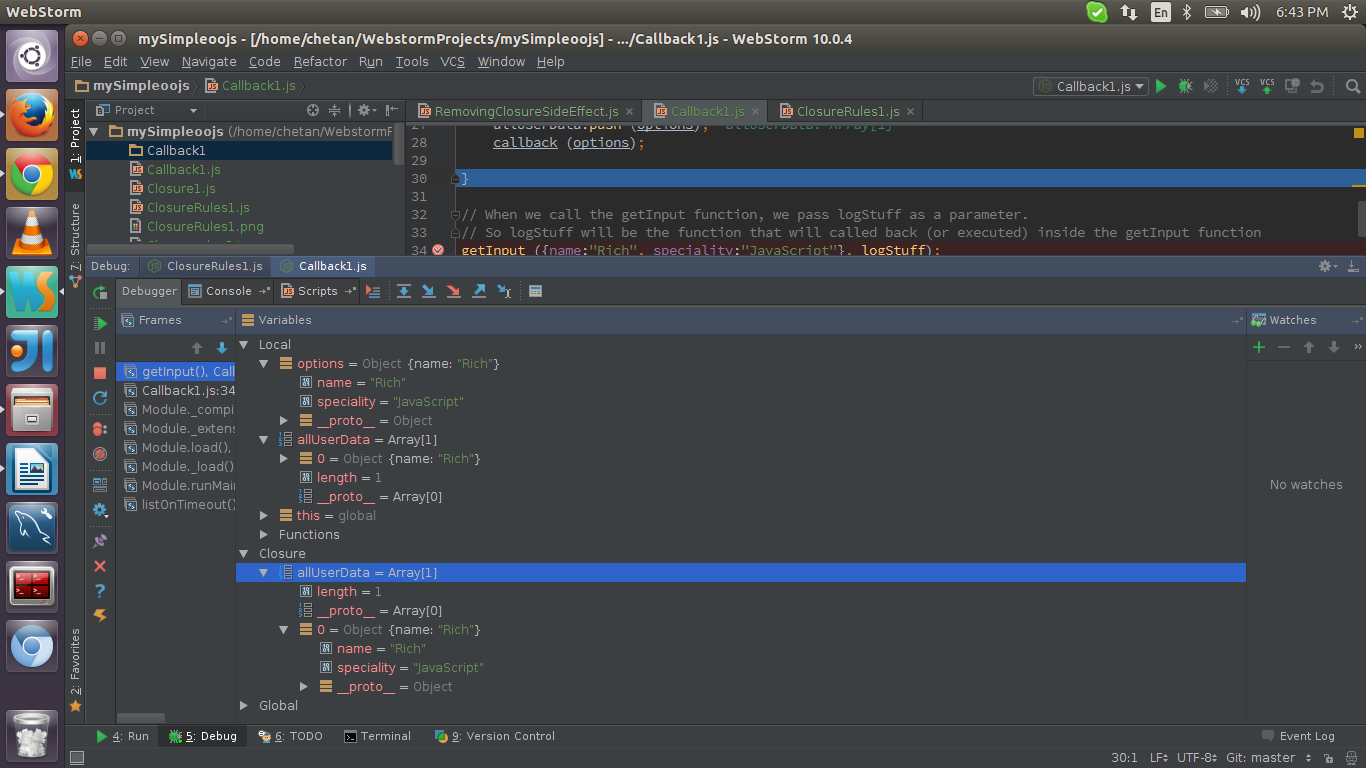 WebStorm
En
6:43 PM
mySimpleoojs - [/home/chetan/WebstormProjects/mySimpleoojs] - .../Callback1.js - WebStorm 10.0.4
File Edit View Navigate Code Refactor Run Tools VCS Window Help
mySimpleoojs Callback1.js
Callback1.js
VCS VCS
1: Project
Project
mySimpleoojs (/home/chetan/WebstormF
Callback1
Callback1.js
Closure1.js
ClosureRules1.js
ClosureRules1.png
Z: Structure
RemovingClosureSideEffect.js Callback1.js ClosureRules1.js
27 allUserData.push (options); allUserData: Array[1]
28 callback (options);
29
30 }
31
32 // When we call the getInput function, we pass logStuff as a parameter.
33 // So logStuff will be the function that will called back (or executed) inside the getInput function
34 getInput ({name:"Rich", speciality:"JavaScript"}, logStuff);
Debug: ClosureRules1.js Callback1.js
Debugger Console Scripts
Frames
getInput(), Call
Callback1.js:34
Module._compi
Module._extens
Module.load(),
Module._load()
Module.runMai
listOnTimeout()
Variables
Local
options = Object {name: "Rich"}
name = "Rich"
speciality = "JavaScript"
__proto__ = Object
allUserData = Array[1]
0 = Object {name: "Rich"}
length = 1
__proto__ = Array[0]
this = global
Functions
Closure
allUserData = Array[1]
length = 1
__proto__ = Array[0]
0 = Object {name: "Rich"}
name = "Rich"
speciality = "JavaScript"
__proto__ = Object
Global
Watches
No watches
2: Favorites
4: Run 5: Debug 6: TODO Terminal 9: Version Control Event Log
30:1 LF UTF-8 Git: master